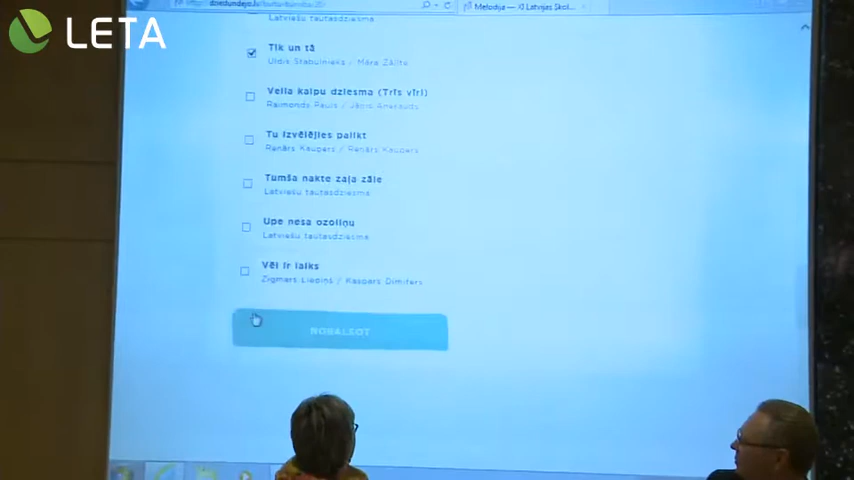 LETA
Latviešu tautasdziesma
Tik un tā
Uldis Stabulnieks / Māra Zālīte
Vella kalpu dziesma (Trīs vīri)
Raimonds Pauls / Jānis Anerauds
Tu izvēlējies palikt
Renārs Kaupers / Renārs Kaupers
Tumša nakte zaļa zāle
Latviešu tautasdziesma
Upe nesa ozoliņu
Latviešu tautasdziesma
Vēl ir laiks
Zigmars Liepiņš / Kaspars Dimiters
NOBALSOT